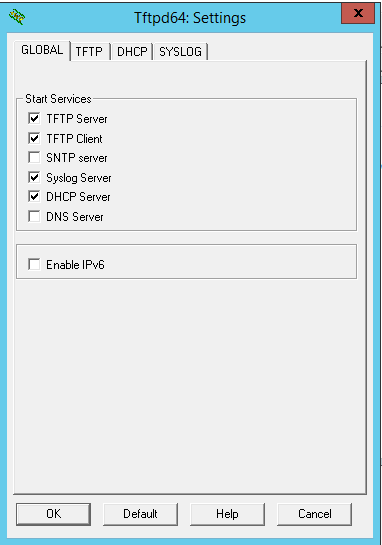 Tftpd64: Settings
x
GLOBAL TFTP DHCP SYSLOG
Start Services
TFTP Server
TFTP Client
SNTP server
Syslog Server
DHCP Server
DNS Server
Enable IPv6
OK Default Help Cancel